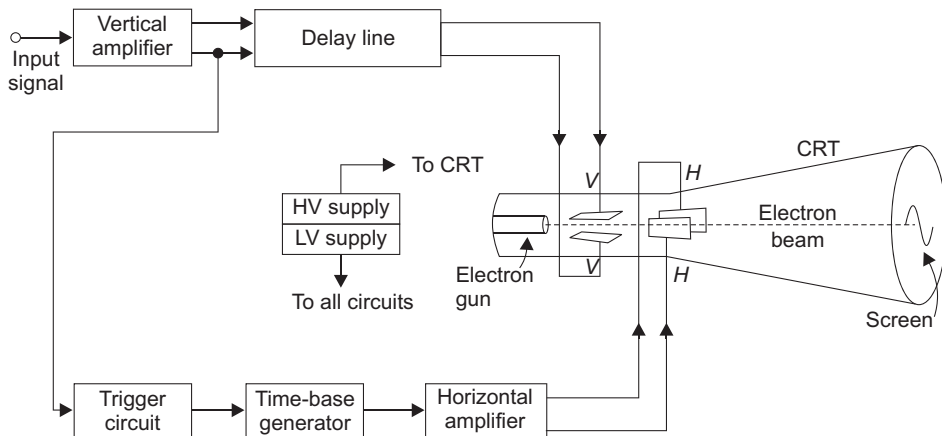 Input
signal
Vertical
amplifier
Delay line
To CRT
HV supply
LV supply
To all circuits
V
V
H
H
CRT
Electron
beam
Electron
gun
Screen
Trigger
circuit
Time-base
generator
Horizontal
amplifier